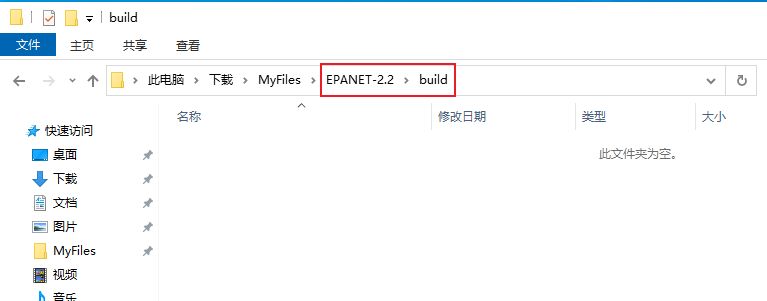 build
文件 主页 共享 查看
此电脑 下载 MyFiles EPANET-2.2 build
名称 修改日期 类型 大小
此文件夹为空。
快速访问
桌面
下载
文档
图片
MyFiles
视频
音乐